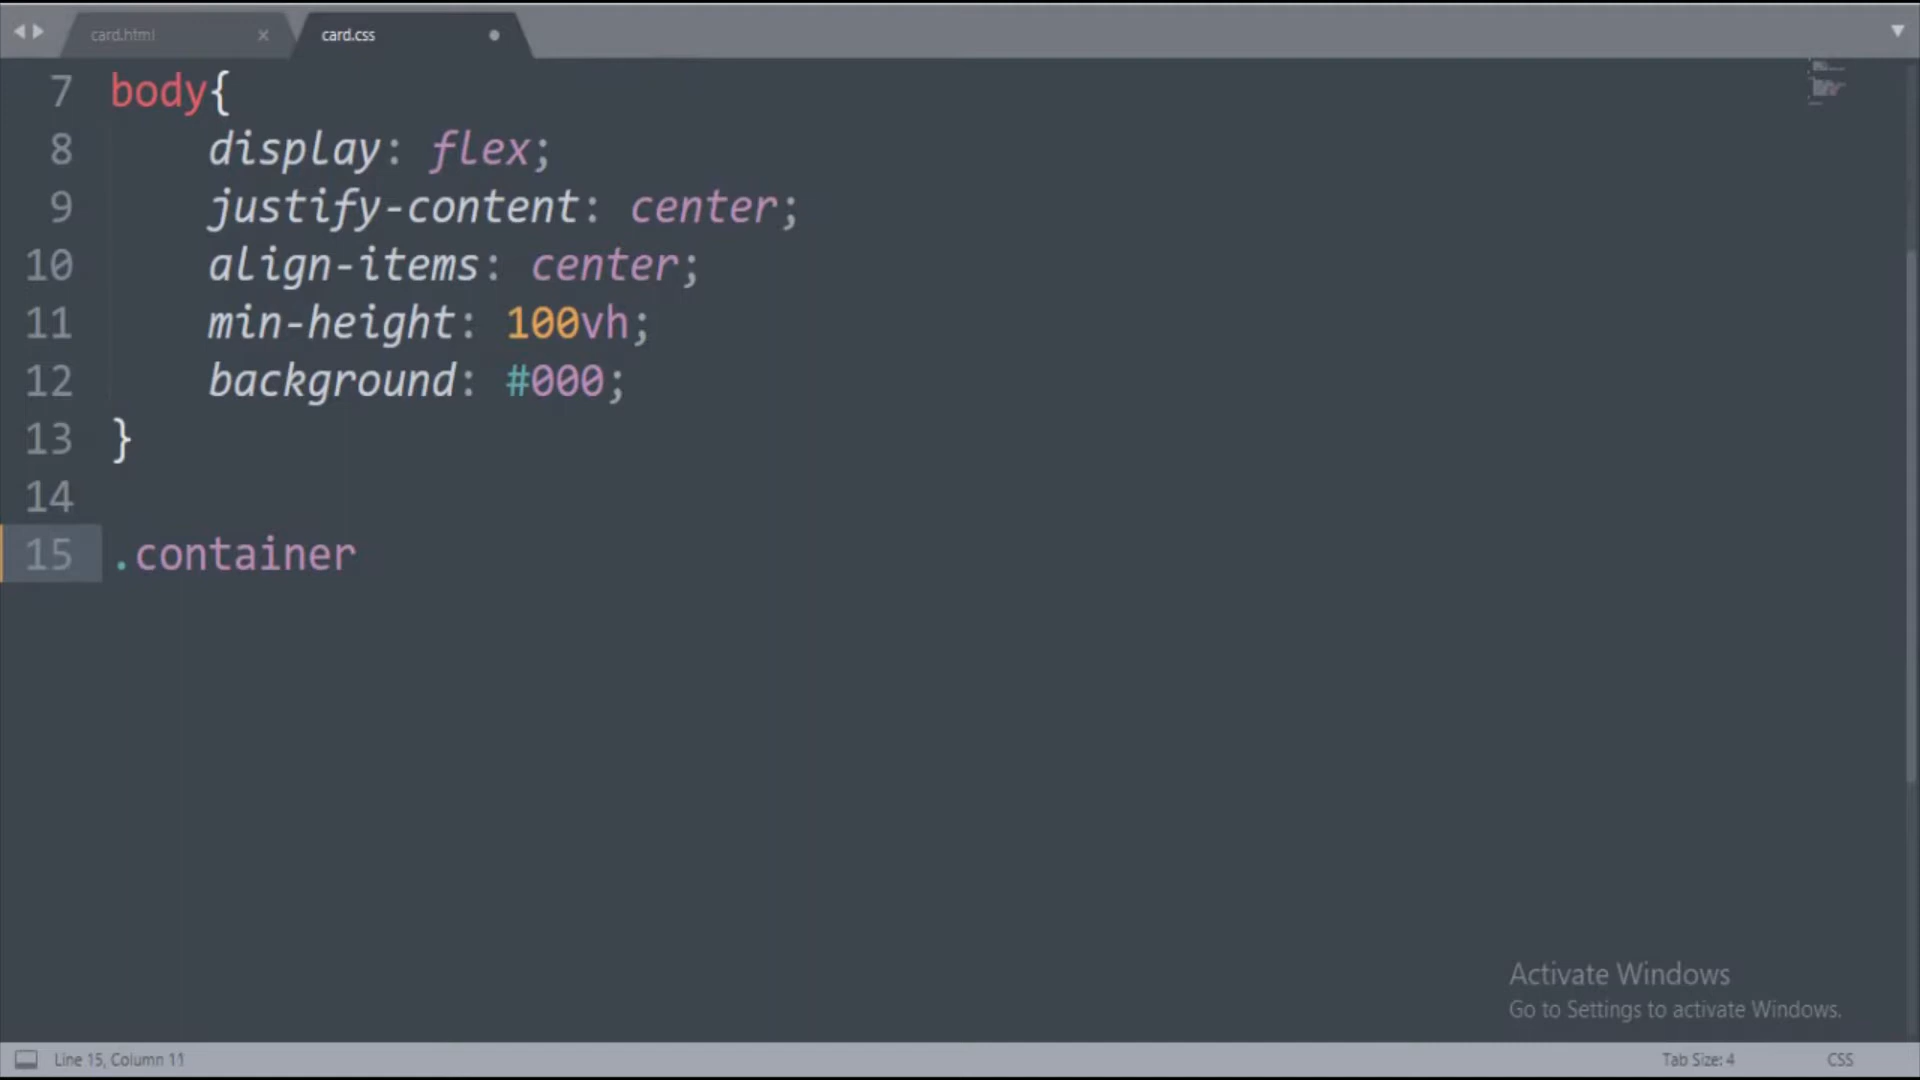 card.html
card.css
7 body{
8 display: flex;
9 justify-content: center;
10 align-items: center;
11 min-height: 100vh;
12 background: #000;
13 }
14
15 .container
Activate Windows
Go to Settings to activate Windows.
Line 15, Column 11
Tab Size: 4
CSS